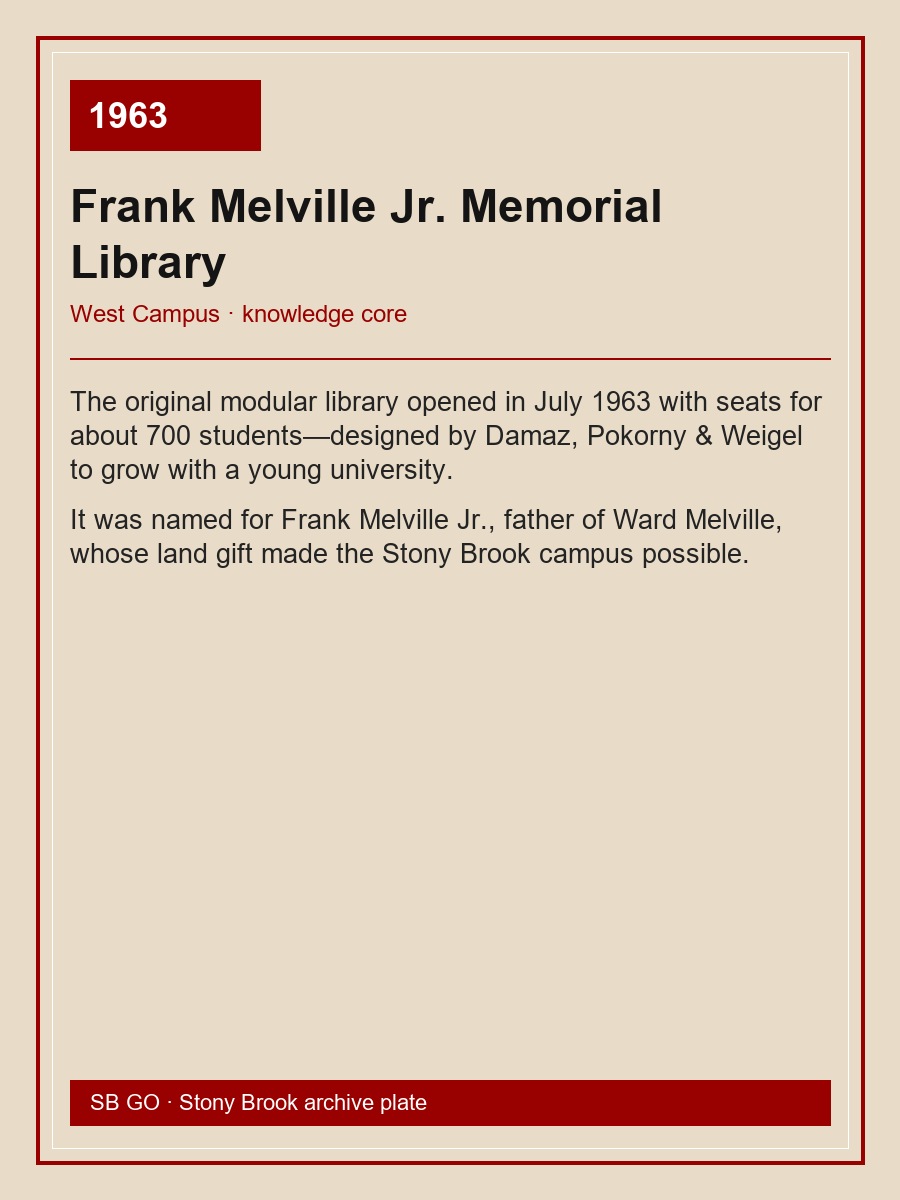 1963
Frank Melville Jr. Memorial
Library
West Campus · knowledge core
The original modular library opened in July 1963 with seats for
about 700 students—designed by Damaz, Pokorny & Weigel
to grow with a young university.
It was named for Frank Melville Jr., father of Ward Melville,
whose land gift made the Stony Brook campus possible.
SB GO · Stony Brook archive plate